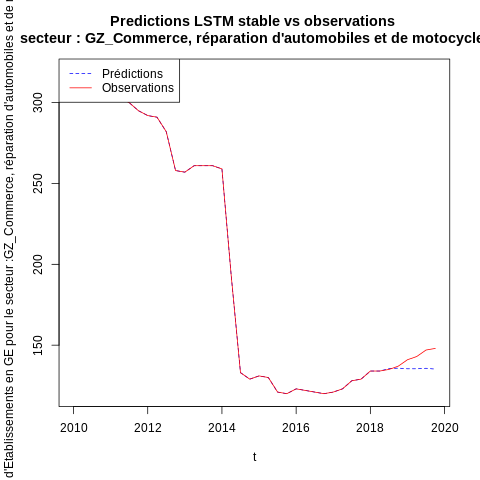 Predictions LSTM stable vs observations
secteur : GZ_Commerce, réparation d'automobiles et de motocycle
Prédictions
Observations
d'Etablissements en GE pour le secteur :GZ_Commerce, réparation d'automobiles et de
300
250
200
150
2010
2012
2014
2016
2018
2020
t